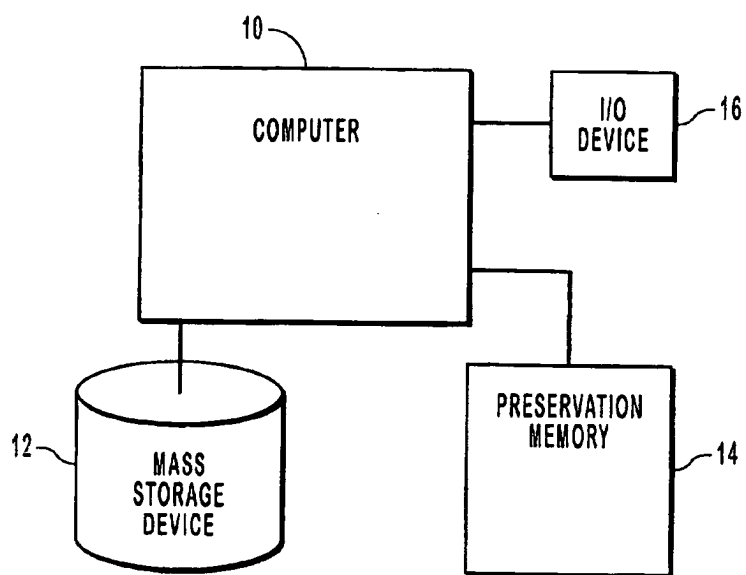 10
COMPUTER
I/O
DEVICE
16
12
MASS
STORAGE
DEVICE
PRESERVATION
MEMORY
14